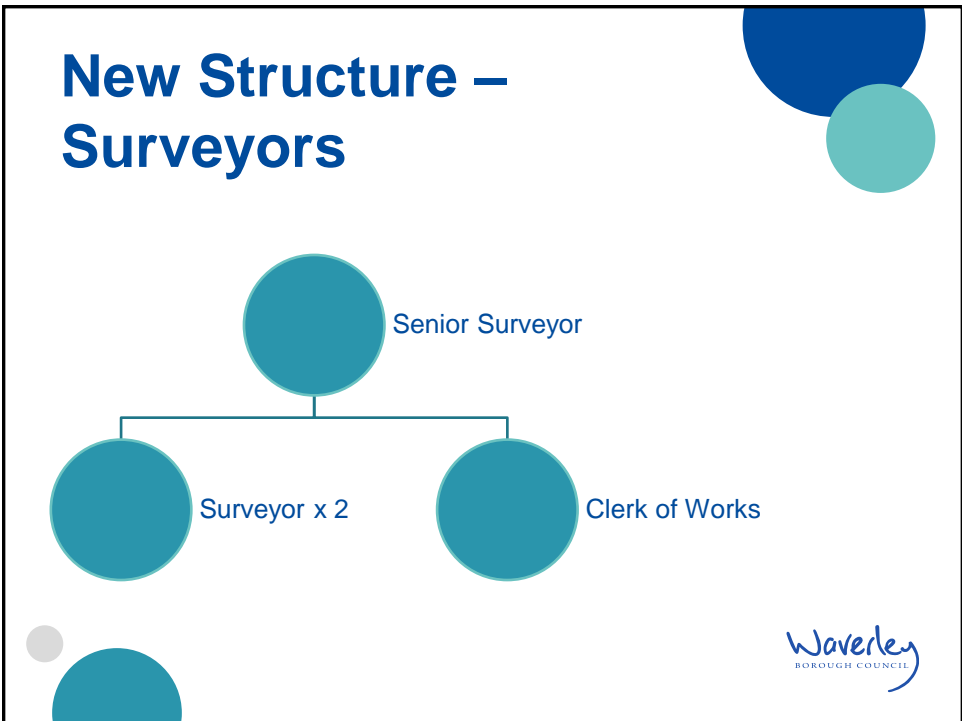 New Structure –
Surveyors
Senior Surveyor
Surveyor x 2
Clerk of Works
Waverley
BOROUGH COUNCIL